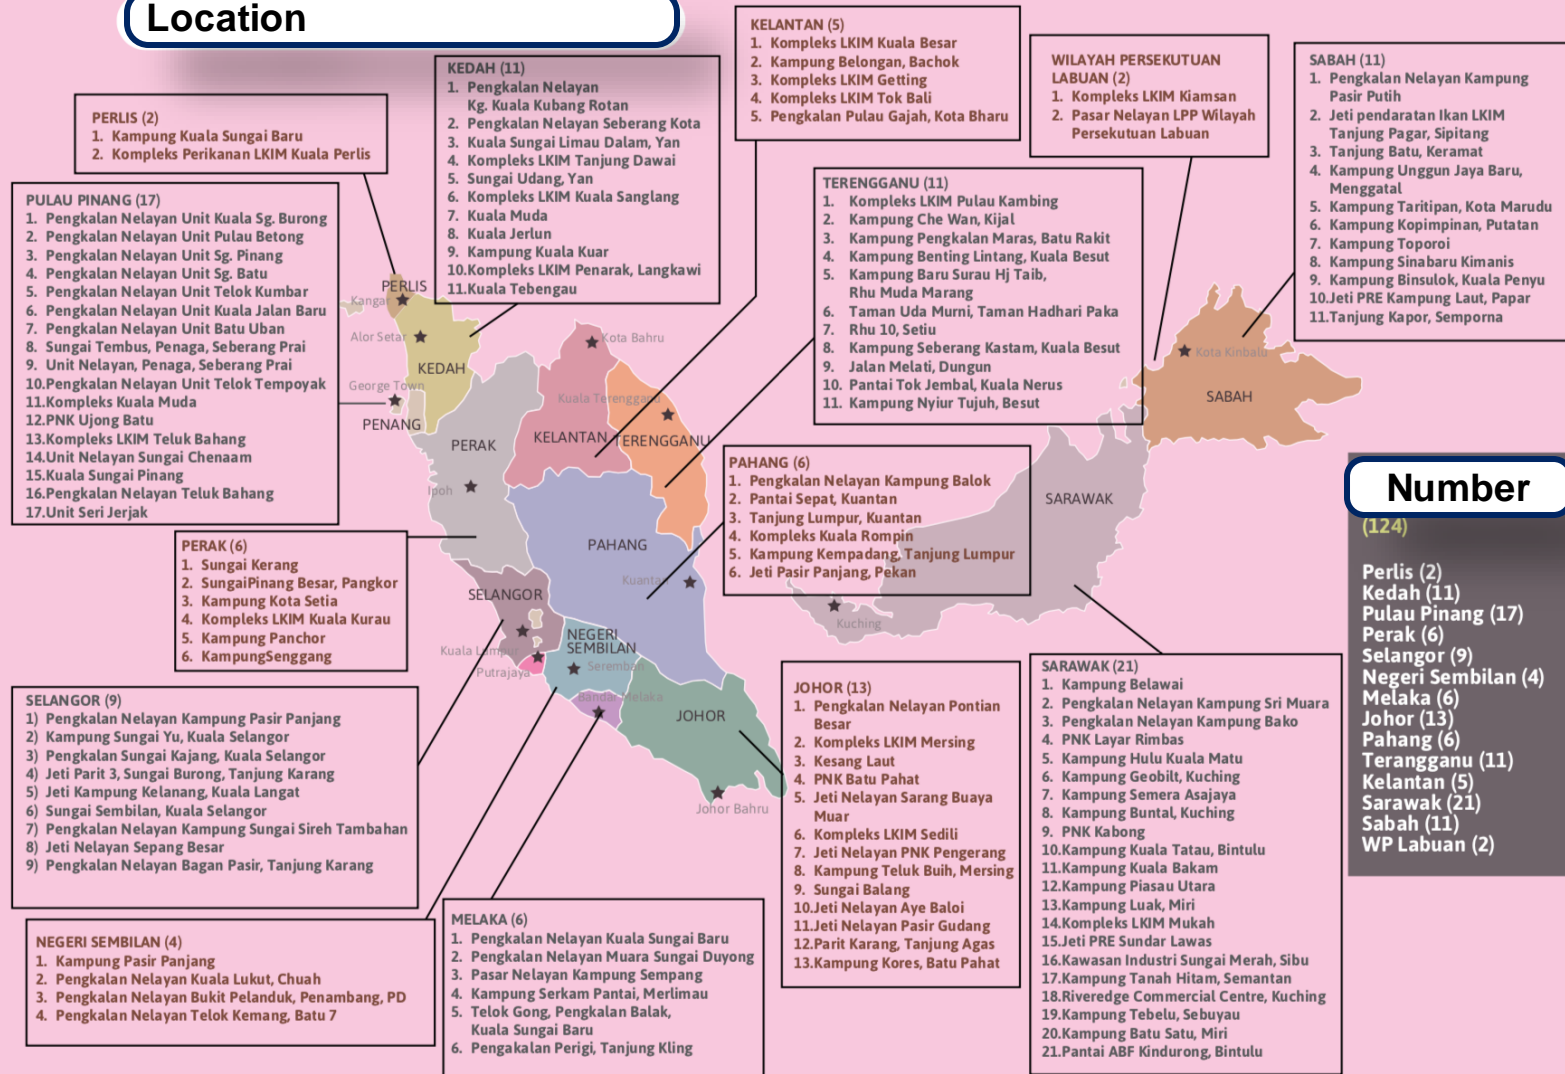 Location
PERLIS (2)
1. Kampung Kuala Sungai Baru
2. Kompleks Perikanan LKIM Kuala Perlis
KEDAH (11)
1. Pengkalan Nelayan
Kg. Kuala Kubang Rotan
2. Pengkalan Nelayan Seberang Kota
3. Kuala Sungai Limau Dalam, Yan
4. Kompleks LKIM Tanjung Dawai
5. Sungai Udang, Yan
6. Kompleks LKIM Kuala Sanglang
7. Kuala Muda
8. Kuala Jerlun
9. Kampung Kuala Kuar
10.Kompleks LKIM Penarak, Langkawi
11.Kuala Tebengau
KELANTAN (5)
1. Kompleks LKIM Kuala Besar
2. Kampung Belongan, Bachok
3. Kompleks LKIM Getting
4. Kompleks LKIM Tok Bali
5. Pengkalan Pulau Gajah, Kota Bharu
WILAYAH PERSEKUTUAN
LABUAN (2)
1. Kompleks LKIM Kiamsan
2. Pasar Nelayan LPP Wilayah
Persekutuan Labuan
SABAH (11)
1. Pengkalan Nelayan Kampung
Pasir Putih
2. Jeti pendaratan Ikan LKIM
Tanjung Pagar, Sipitang
3. Tanjung Batu, Keramat
4. Kampung Unggun Jaya Baru,
Menggatal
5. Kampung Taritipan, Kota Marudu
6. Kampung Kopimpinan, Putatan
7. Kampung Toporoi
8. Kampung Sinabaru Kimanis
9. Kampung Binsulok, Kuala Penyu
10.Jeti PRE Kampung Laut, Papar
11.Tanjung Kapor, Semporna
PULAU PINANG (17)
1. Pengkalan Nelayan Unit Kuala Sg. Burong
2. Pengkalan Nelayan Unit Pulau Betong
3. Pengkalan Nelayan Unit Sg. Pinang
4. Pengkalan Nelayan Unit Sg. Batu
5. Pengkalan Nelayan Unit Telok Kumbar
6. Pengkalan Nelayan Unit Kuala Jalan Baru
7. Pengkalan Nelayan Unit Batu Uban
8. Sungai Tembus, Penaga, Seberang Prai
9. Unit Nelayan, Penaga, Seberang Prai
10.Pengkalan Nelayan Unit Telok Tempoyak
11.Kompleks Kuala Muda
12.PNK Ujong Batu
13.Kompleks LKIM Teluk Bahang
14.Unit Nelayan Sungai Chenaam
15.Kuala Sungai Pinang
16.Pengkalan Nelayan Teluk Bahang
17.Unit Seri Jerjak
TERENGGANU (11)
1. Kompleks LKIM Pulau Kambing
2. Kampung Che Wan, Kijal
3. Kampung Pengkalan Maras, Batu Rakit
4. Kampung Benting Lintang, Kuala Besut
5. Kampung Baru Surau Hj Taib,
Rhu Muda Marang
6. Taman Uda Murni, Taman Hadhari Paka
7. Rhu 10, Setiu
8. Kampung Seberang Kastam, Kuala Besut
9. Jalan Melati, Dungun
10. Pantai Tok Jembal, Kuala Nerus
11. Kampung Nyiur Tujuh, Besut
PERLIS
Kangar
Alor Setar
KEDAH
George Town
PENANG
PERAK
Ipoh
Kota Bahru
KELANTAN
Kuala Terengganu
TERENGGANU
PAHANG
Kuantan
SELANGOR
Kuala Lumpur
Putrajaya
NEGERI
SEMBILAN
Seremban
Bandar Melaka
JOHOR
Johor Bahru
Kota Kinbalu
SABAH
SARAWAK
Kuching
PAHANG (6)
1. Pengkalan Nelayan Kampung Balok
2. Pantai Sepat, Kuantan
3. Tanjung Lumpur, Kuantan
4. Kompleks Kuala Rompin
5. Kampung Kempadang, Tanjung Lumpur
6. Jeti Pasir Panjang, Pekan
PERAK (6)
1. Sungai Kerang
2. SungaiPinang Besar, Pangkor
3. Kampung Kota Setia
4. Kompleks LKIM Kuala Kurau
5. Kampung Panchor
6. KampungSenggang
SELANGOR (9)
1) Pengkalan Nelayan Kampung Pasir Panjang
2) Kampung Sungai Yu, Kuala Selangor
3) Pengkalan Sungai Kajang, Kuala Selangor
4) Jeti Parit 3, Sungai Burong, Tanjung Karang
5) Jeti Kampung Kelanang, Kuala Langat
6) Sungai Sembilan, Kuala Selangor
7) Pengkalan Nelayan Kampung Sungai Sireh Tambahan
8) Jeti Nelayan Sepang Besar
9) Pengkalan Nelayan Bagan Pasir, Tanjung Karang
NEGERI SEMBILAN (4)
1. Kampung Pasir Panjang
2. Pengkalan Nelayan Kuala Lukut, Chuah
3. Pengkalan Nelayan Bukit Pelanduk, Penambang, PD
4. Pengkalan Nelayan Telok Kemang, Batu 7
MELAKA (6)
1. Pengkalan Nelayan Kuala Sungai Baru
2. Pengkalan Nelayan Muara Sungai Duyong
3. Pasar Nelayan Kampung Sempang
4. Kampung Serkam Pantai, Merlimau
5. Telok Gong, Pengkalan Balak,
Kuala Sungai Baru
6. Pengakalan Perigi, Tanjung Kling
JOHOR (13)
1. Pengkalan Nelayan Pontian
Besar
2. Kompleks LKIM Mersing
3. Kesang Laut
4. PNK Batu Pahat
5. Jeti Nelayan Sarang Buaya
Muar
6. Kompleks LKIM Sedili
7. Jeti Nelayan PNK Pengerang
8. Kampung Teluk Buih, Mersing
9. Sungai Balang
10.Jeti Nelayan Aye Baloi
11.Jeti Nelayan Pasir Gudang
12.Parit Karang, Tanjung Agas
13.Kampung Kores, Batu Pahat
SARAWAK (21)
1. Kampung Belawai
2. Pengkalan Nelayan Kampung Sri Muara
3. Pengkalan Nelayan Kampung Bako
4. PNK Layar Rimbas
5. Kampung Hulu Kuala Matu
6. Kampung Geobilt, Kuching
7. Kampung Semera Asajaya
8. Kampung Buntal, Kuching
9. PNK Kabong
10.Kampung Kuala Tatau, Bintulu
11.Kampung Kuala Bakam
12.Kampung Piasau Utara
13.Kampung Luak, Miri
14.Kompleks LKIM Mukah
15.Jeti PRE Sundar Lawas
16.Kawasan Industri Sungai Merah, Sibu
17.Kampung Tanah Hitam, Semantan
18.Riveredge Commercial Centre, Kuching
19.Kampung Tebelu, Sebuyau
20.Kampung Batu Satu, Miri
21.Pantai ABF Kindurong, Bintulu
Number
(124)
Perlis (2)
Kedah (11)
Pulau Pinang (17)
Perak (6)
Selangor (9)
Negeri Sembilan (4)
Melaka (6)
Johor (13)
Pahang (6)
Terangganu (11)
Kelantan (5)
Sarawak (21)
Sabah (11)
WP Labuan (2)